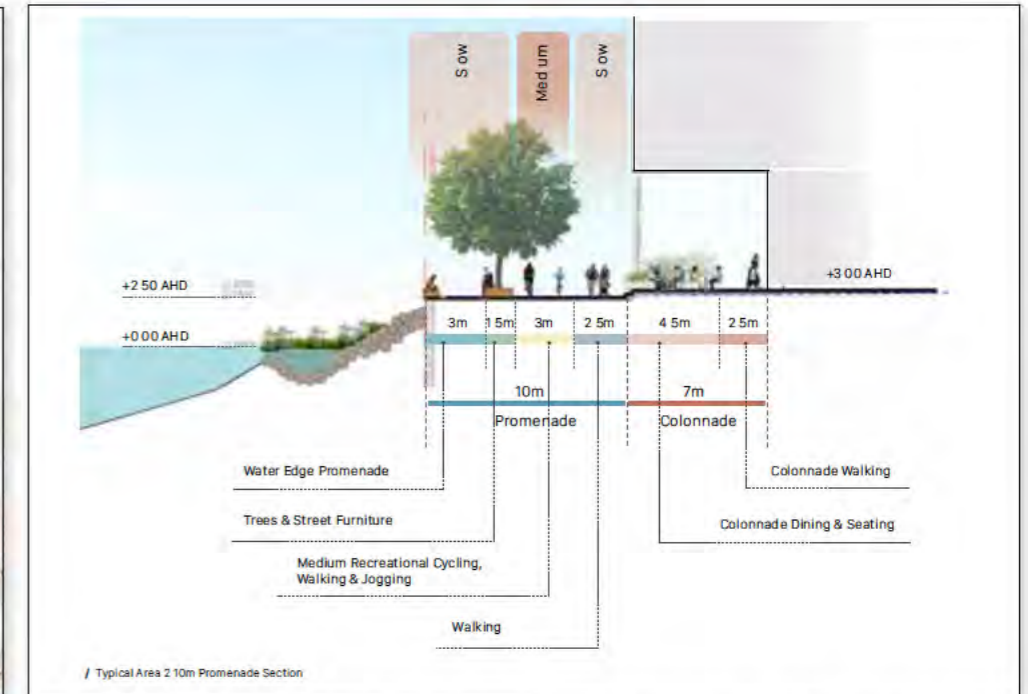 S ow
Med um
S ow
+2 50 AHD
+3 00 AHD
+0 00 AHD
3m
1 5m
3m
2 5m
4 5m
2 5m
10m
7m
Promenade
Colonnade
Water Edge Promenade
Colonnade Walking
Trees & Street Furniture
Colonnade Dining & Seating
Medium Recreational Cycling,
Walking & Jogging
Walking
/ Typical Area 2 10m Promenade Section